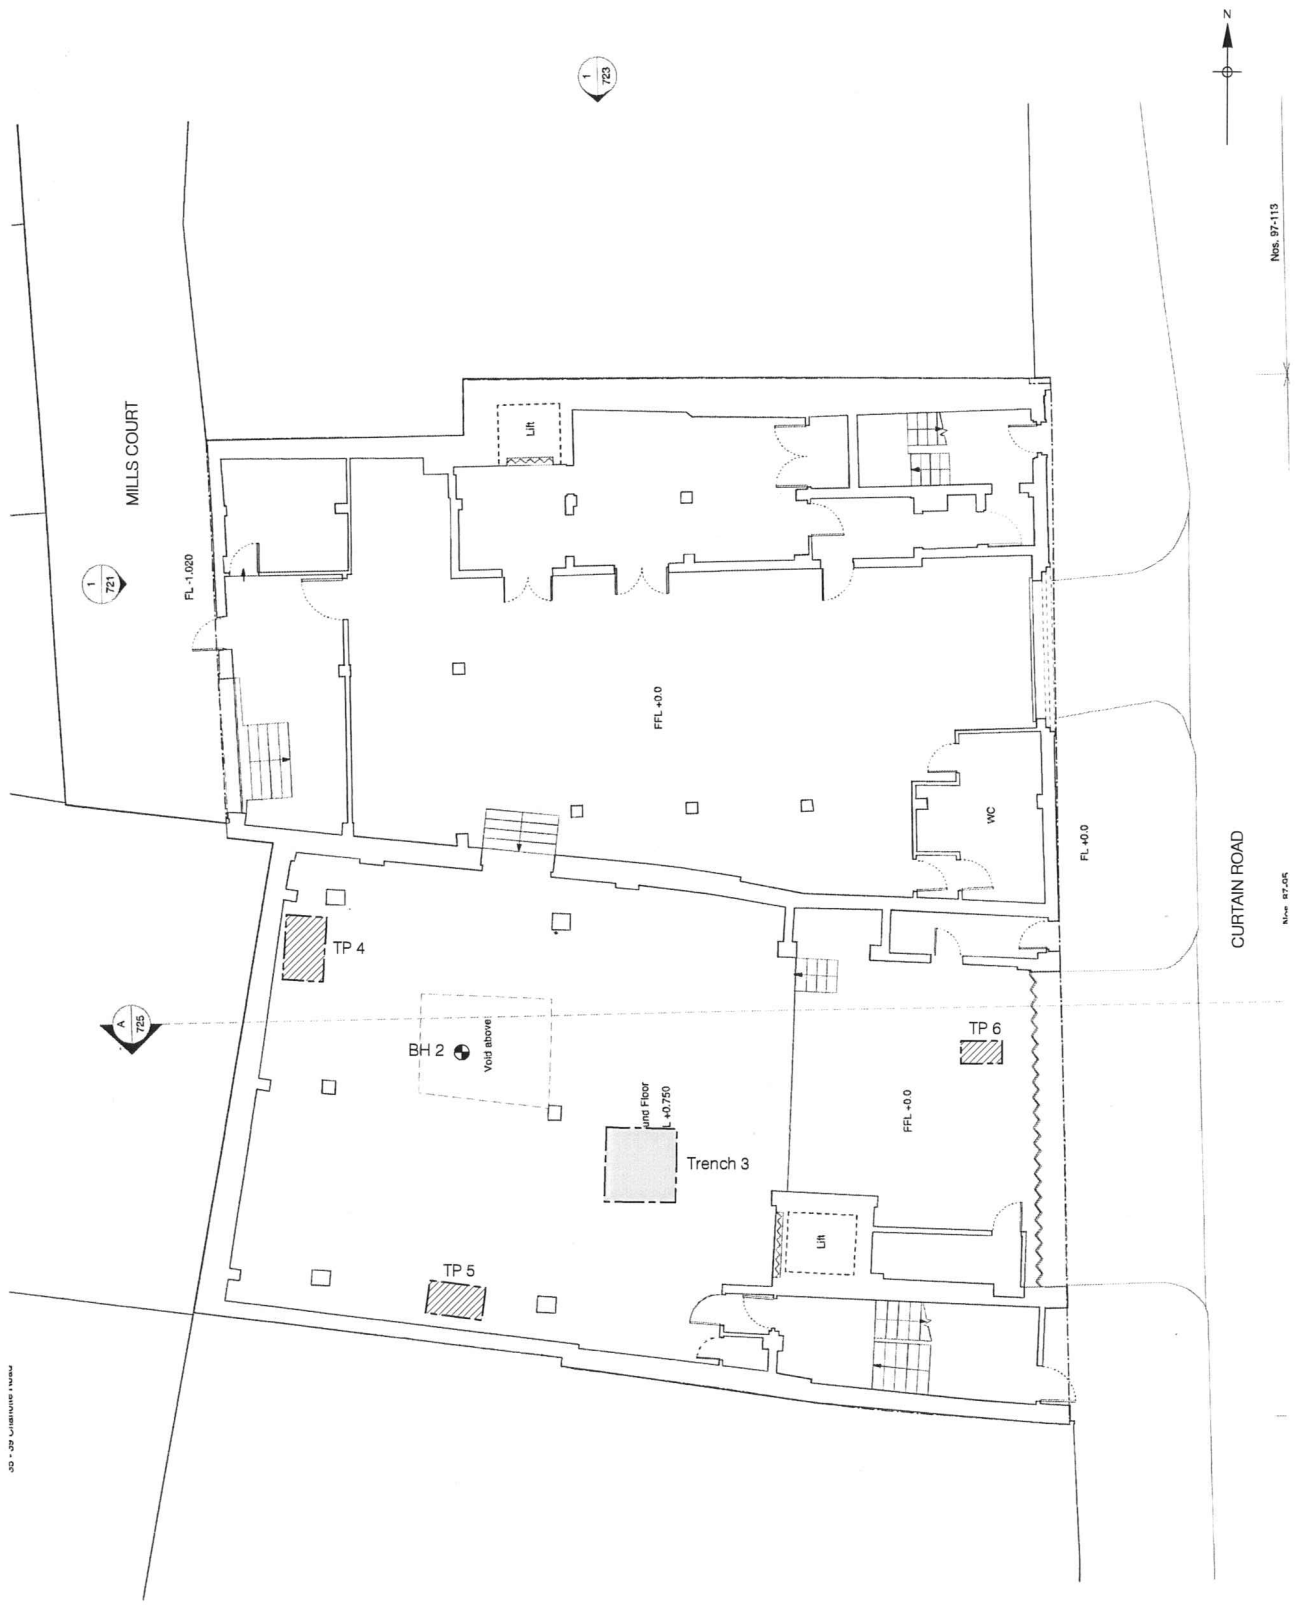 N
1
723
Nos. 97-113
MILLS COURT
Lift
1
721
FL -1.020
FFL +0.0
WC
FL +0.0
CURTAIN ROAD
TP 4
A
725
BH 2
Void above
TP 6
und Floor
L +0.750
FFL +0.0
Trench 3
Lift
TP 5